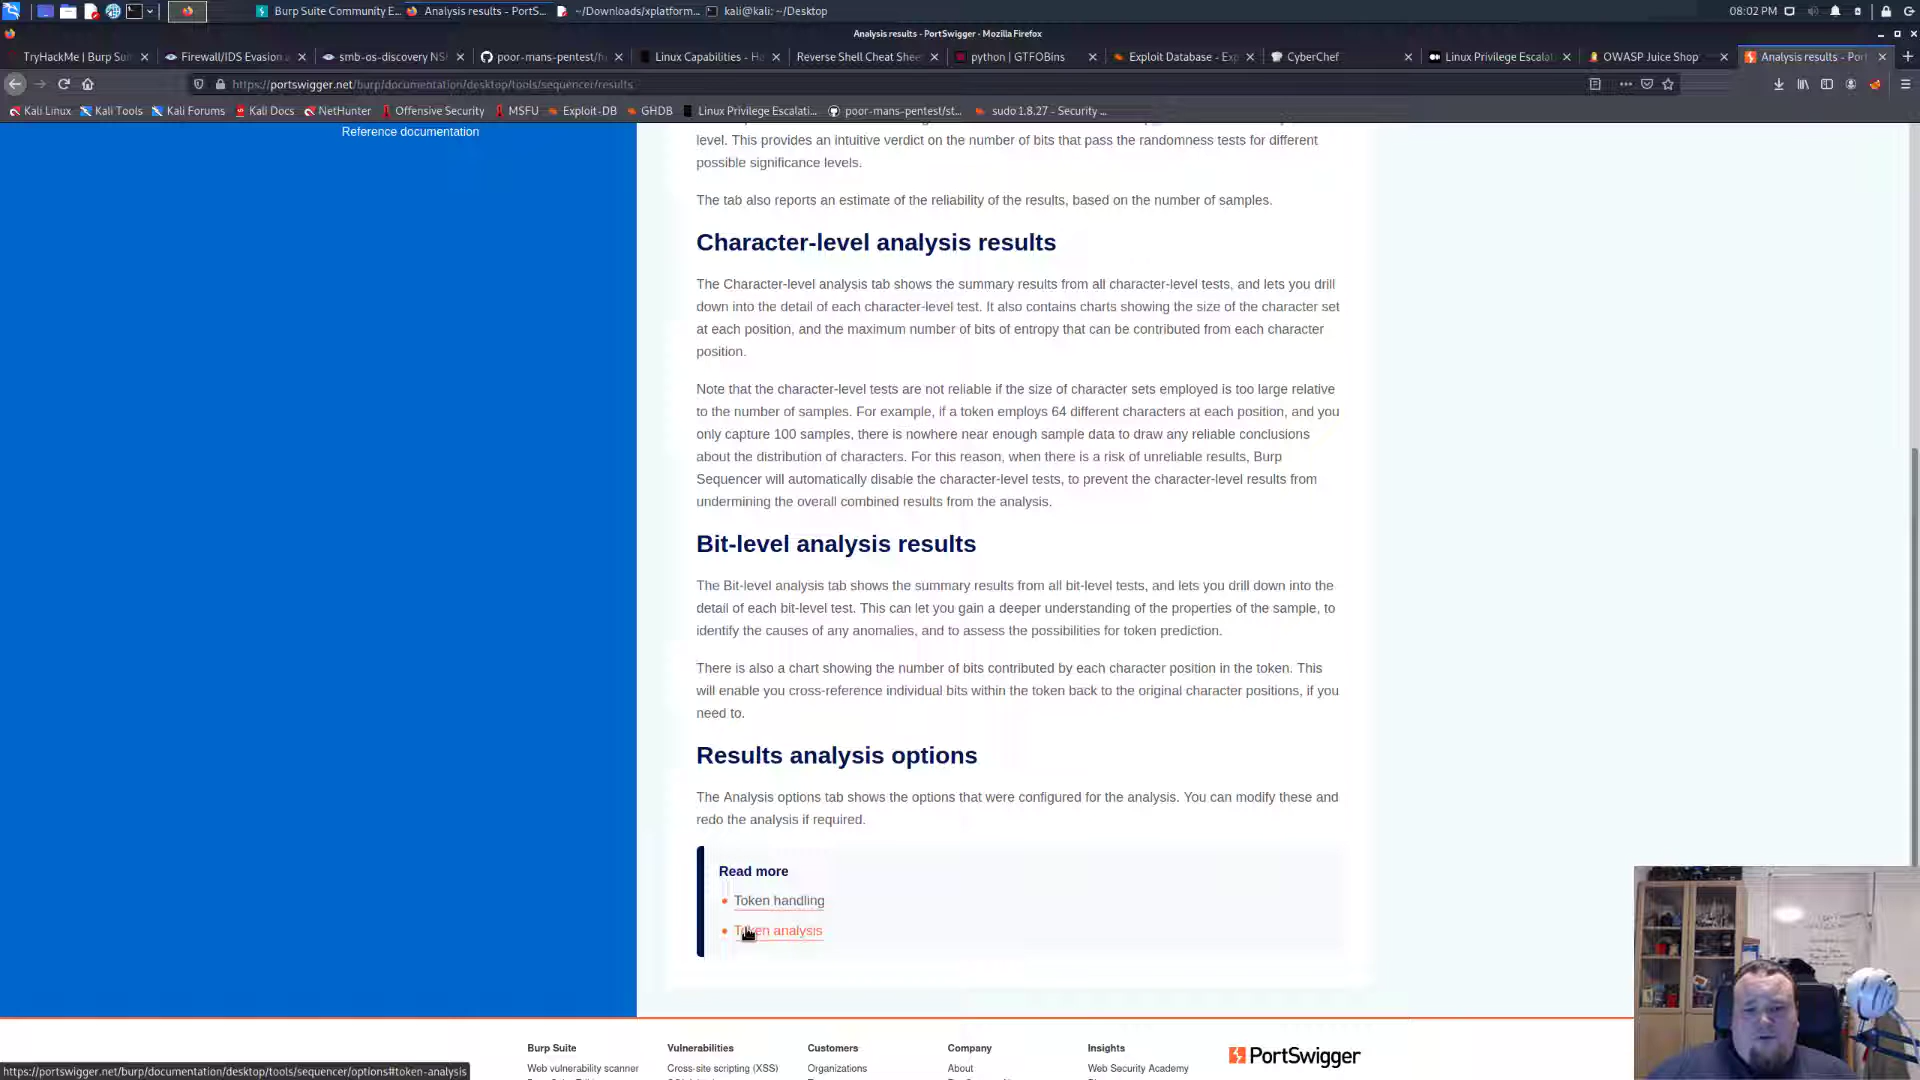 Burp Suite Community E...
Analysis results - PortS...
~/Downloads/xplatform...
kali@kali: ~/Desktop
08:02 PM
Analysis results - PortSwigger - Mozilla Firefox
TryHackMe | Burp Sui
Firewall/IDS Evasion a
smb-os-discovery NS
poor-mans-pentest/h
Linux Capabilities - Ha
Reverse Shell Cheat Shee
python | GTFOBins
Exploit Database - Exp
CyberChef
Linux Privilege Escalat
OWASP Juice Shop
Analysis results - Port
https://portswigger.net/burp/documentation/desktop/tools/sequencer/results
Kali Linux
Kali Tools
Kali Forums
Kali Docs
NetHunter
Offensive Security
MSFU
Exploit-DB
GHDB
Linux Privilege Escalati...
poor-mans-pentest/st...
sudo 1.8.27 - Security ...
Reference documentation
level. This provides an intuitive verdict on the number of bits that pass the randomness tests for different
possible significance levels.
The tab also reports an estimate of the reliability of the results, based on the number of samples.
Character-level analysis results
The Character-level analysis tab shows the summary results from all character-level tests, and lets you drill
down into the detail of each character-level test. It also contains charts showing the size of the character set
at each position, and the maximum number of bits of entropy that can be contributed from each character
position.
Note that the character-level tests are not reliable if the size of character sets employed is too large relative
to the number of samples. For example, if a token employs 64 different characters at each position, and you
only capture 100 samples, there is nowhere near enough sample data to draw any reliable conclusions
about the distribution of characters. For this reason, when there is a risk of unreliable results, Burp
Sequencer will automatically disable the character-level tests, to prevent the character-level results from
undermining the overall combined results from the analysis.
Bit-level analysis results
The Bit-level analysis tab shows the summary results from all bit-level tests, and lets you drill down into the
detail of each bit-level test. This can let you gain a deeper understanding of the properties of the sample, to
identify the causes of any anomalies, and to assess the possibilities for token prediction.
There is also a chart showing the number of bits contributed by each character position in the token. This
will enable you cross-reference individual bits within the token back to the original character positions, if you
need to.
Results analysis options
The Analysis options tab shows the options that were configured for the analysis. You can modify these and
redo the analysis if required.
Read more
Token handling
Token analysis
Burp Suite
Vulnerabilities
Customers
Company
Insights
PortSwigger
Web vulnerability scanner
Cross-site scripting (XSS)
Organizations
About
Web Security Academy
https://portswigger.net/burp/documentation/desktop/tools/sequencer/options#token-analysis